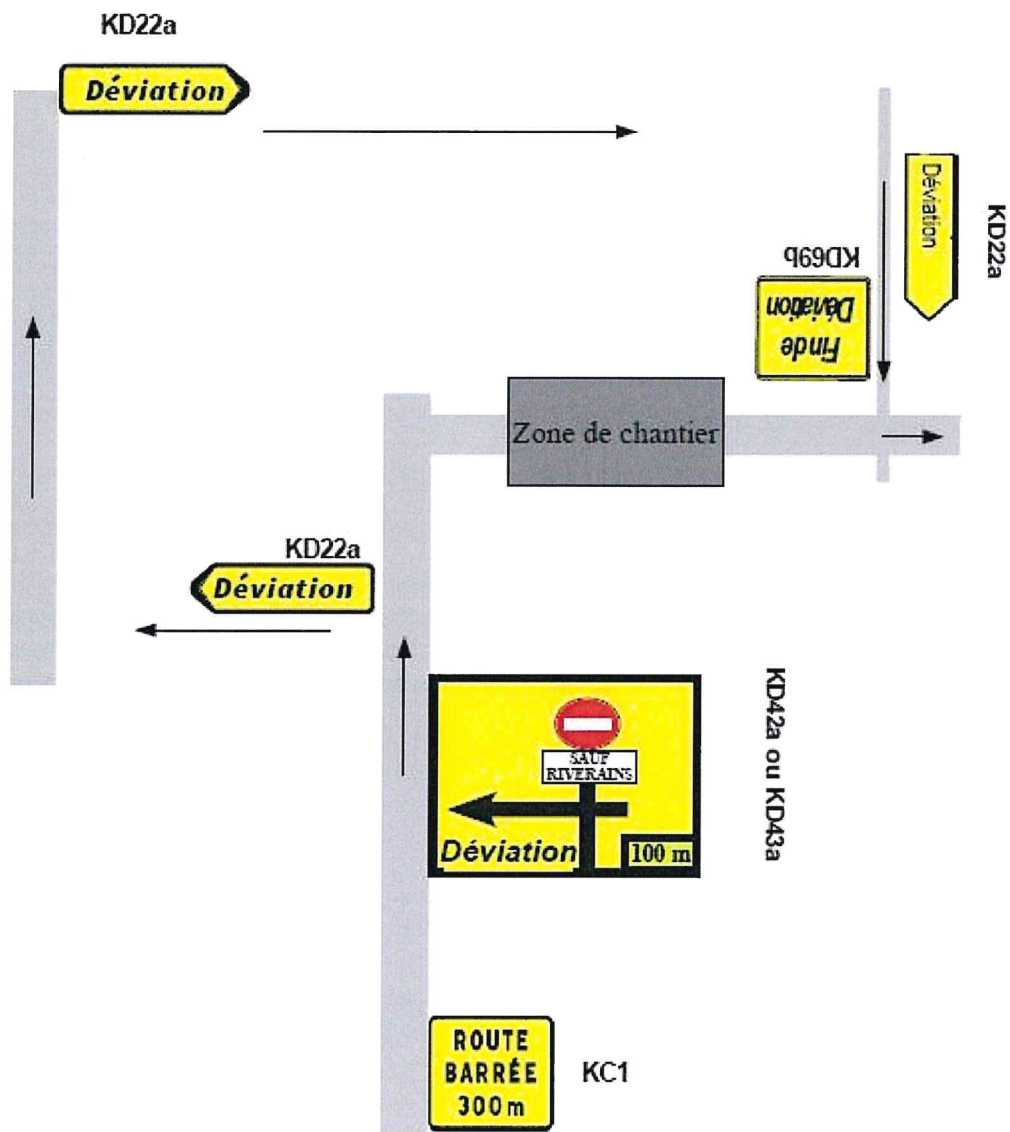 KD22a
Déviation
Déviation
KD22a
KD69b
Fin de
Déviation
Zone de chantier
KD22a
Déviation
SAUF
RIVERAINS
Déviation
100 m
KD42a ou KD43a
ROUTE
BARRÉE
300 m
KC1